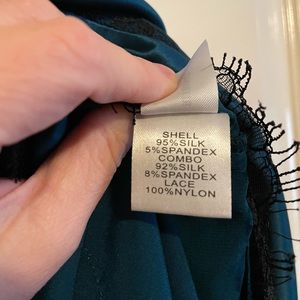 SHELL
95%SILK
5%SPANDEX
COMBO
92%SILK
8%SPANDEX
LACE
100%NYLON